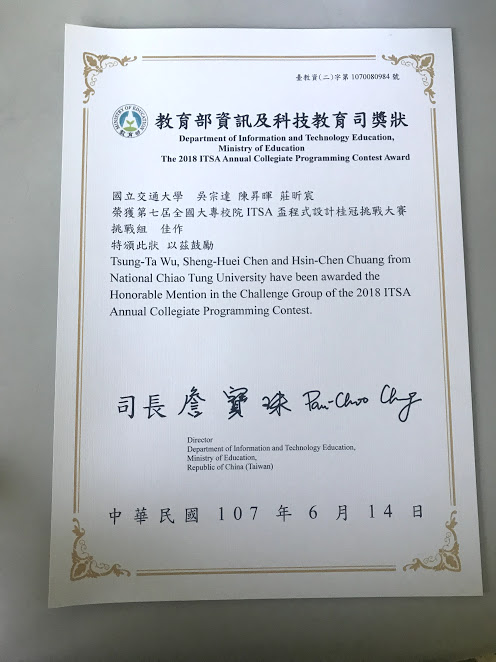 臺教資(二)字第 1070080984 號
MINISTRY OF EDUCATION
教育部
教育部資訊及科技教育司獎狀
Department of Information and Technology Education,
Ministry of Education
The 2018 ITSA Annual Collegiate Programming Contest Award
國立交通大學 吳宗達 陳昇暉 莊昕宸
榮獲第七屆全國大專校院ITSA盃程式設計桂冠挑戰大賽
挑戰組 佳作
特頒此狀 以茲鼓勵
Tsung-Ta Wu, Sheng-Huei Chen and Hsin-Chen Chuang from
National Chiao Tung University have been awarded the
Honorable Mention in the Challenge Group of the 2018 ITSA
Annual Collegiate Programming Contest.
司長 詹寶珠 Pau-Choo Chung
Director
Department of Information and Technology Education,
Ministry of Education,
Republic of China (Taiwan)
中華民國 107 年 6 月 14 日